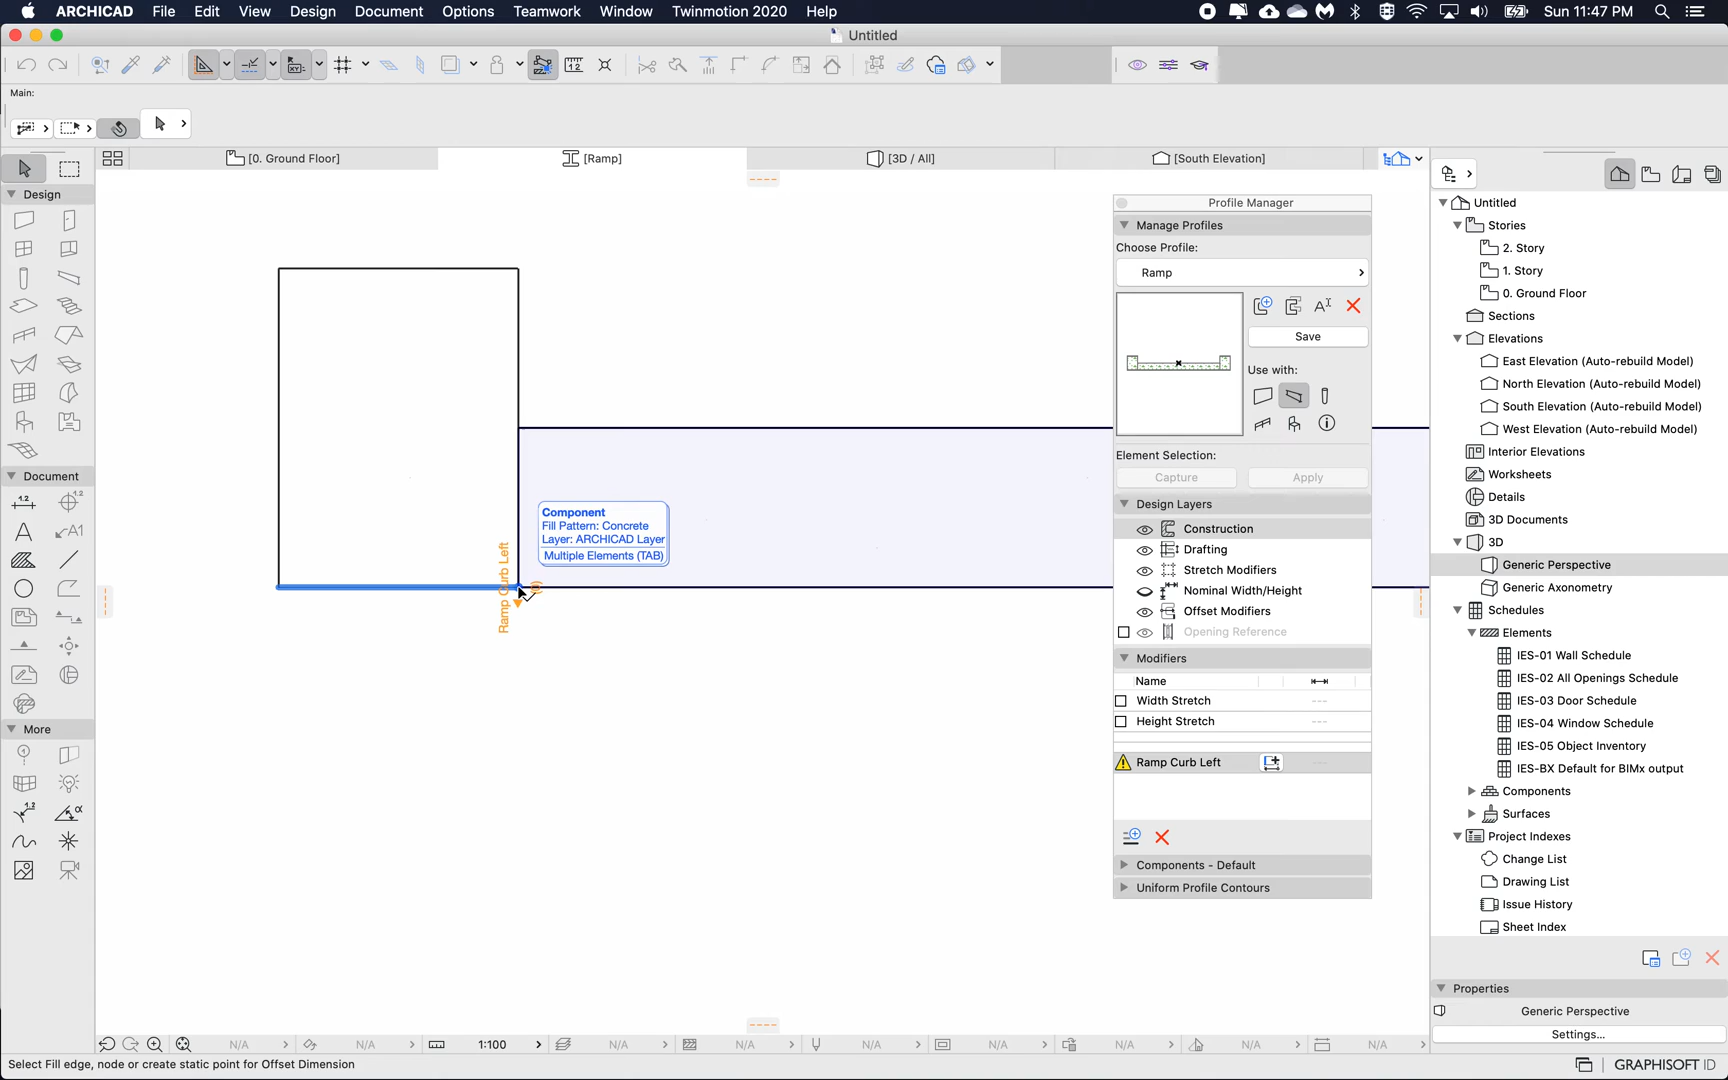 ARCHICAD File Edit View Design Document Options Teamwork Window Twinmotion 2020 Help
Sun 11:47 PM
Untitled
Main:
[0. Ground Floor]
[Ramp]
[3D / All]
[South Elevation]
Design
Document
More
Component
Fill Pattern: Concrete
Layer: ARCHICAD Layer
Multiple Elements (TAB)
Ramp Curb Left
Profile Manager
Manage Profiles
Choose Profile:
Ramp
Save
Use with:
Element Selection:
Capture
Apply
Design Layers
Construction
Drafting
Stretch Modifiers
Nominal Width/Height
Offset Modifiers
Opening Reference
Modifiers
Name
Width Stretch ---
Height Stretch ---
Ramp Curb Left ---
Components - Default
Uniform Profile Contours
Untitled
Stories
2. Story
1. Story
0. Ground Floor
Sections
Elevations
East Elevation (Auto-rebuild Model)
North Elevation (Auto-rebuild Model)
South Elevation (Auto-rebuild Model)
West Elevation (Auto-rebuild Model)
Interior Elevations
Worksheets
Details
3D Documents
3D
Generic Perspective
Generic Axonometry
Schedules
Elements
IES-01 Wall Schedule
IES-02 All Openings Schedule
IES-03 Door Schedule
IES-04 Window Schedule
IES-05 Object Inventory
IES-BX Default for BIMx output
Components
Surfaces
Project Indexes
Change List
Drawing List
Issue History
Sheet Index
Properties
Generic Perspective
Settings...
N/A N/A 1:100 N/A N/A N/A N/A N/A N/A N/A
Select Fill edge, node or create static point for Offset Dimension
GRAPHISOFT ID